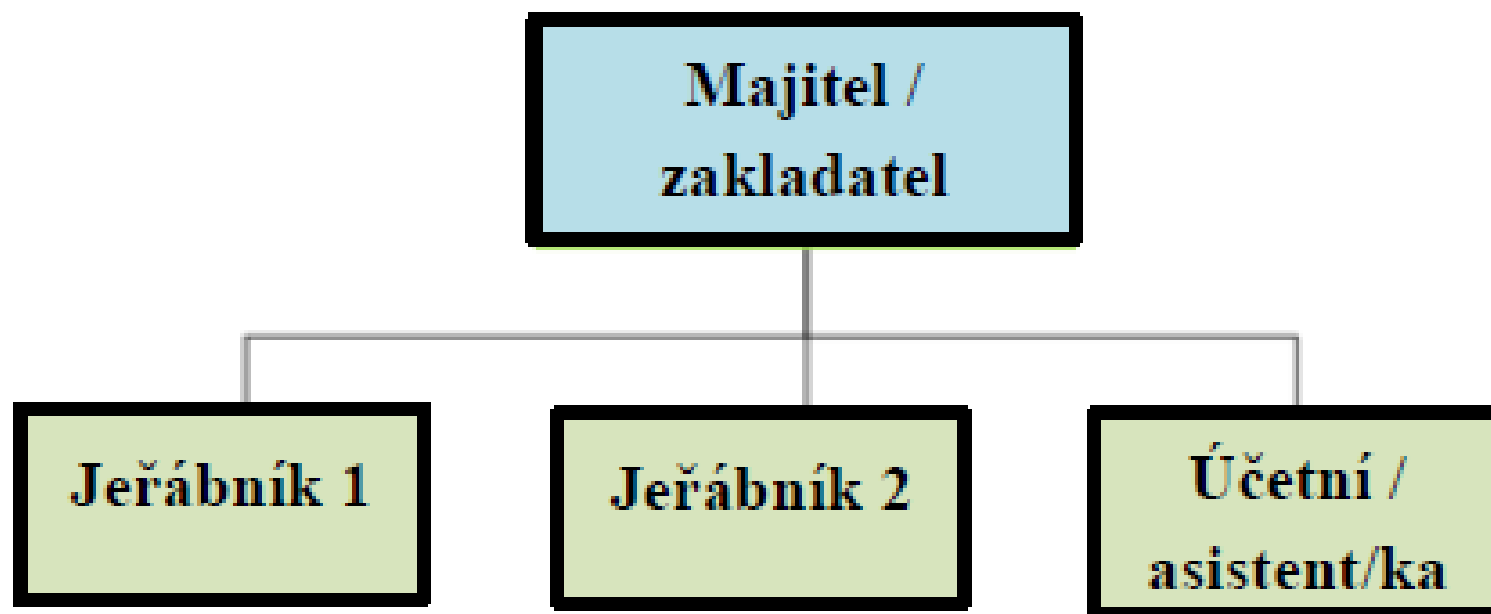 Majitel /
zakladatel
Jeřábník 1
Jeřábník 2
Účetní /
asistent/ka